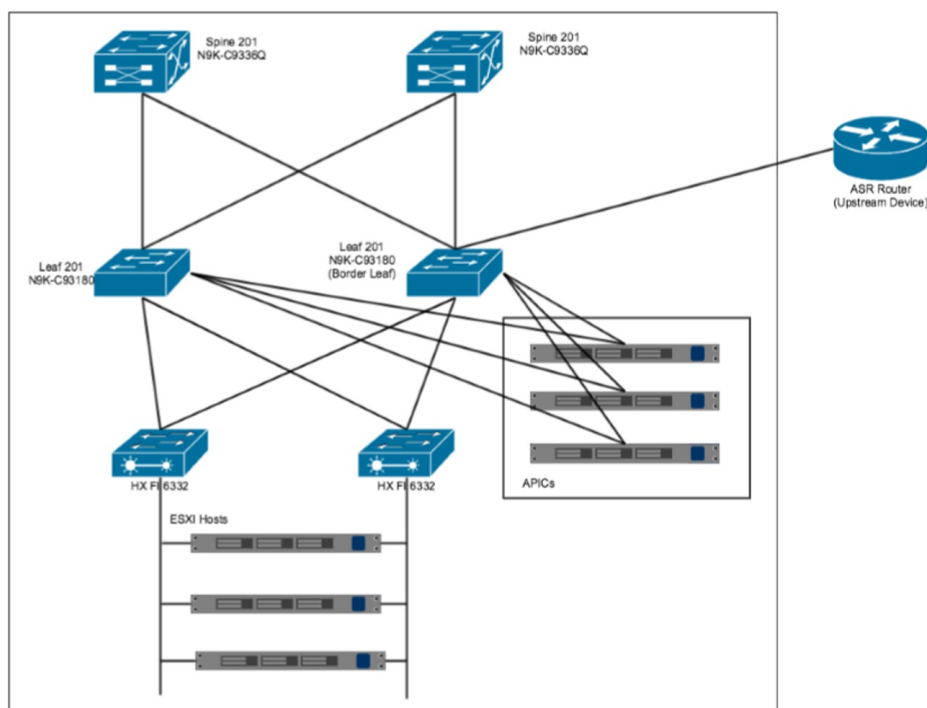 Spine 201
N9K-C9336Q
Spine 201
N9K-C9336Q
ASR Router
(Upstream Device)
Leaf 201
N9K-C93180
Leaf 201
N9K-C93180
(Border Leaf)
HX FI 6332
HX FI 6332
APICs
ESXI Hosts